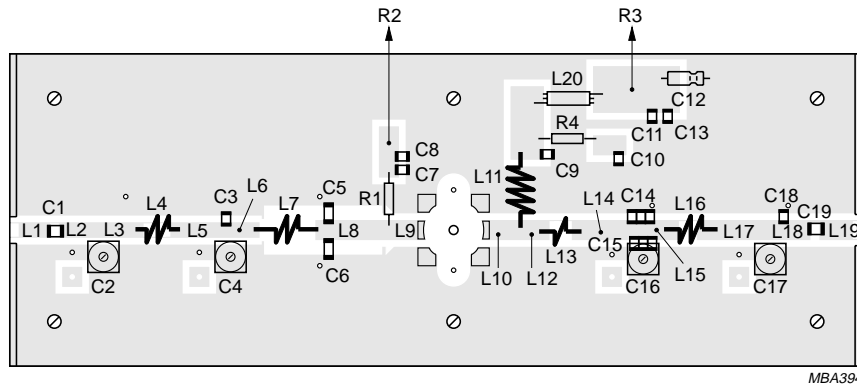 R2 R3
L20 C12
R4 C11 C13
C8
C7 C9 C10
L11
L6
L4 C3 L7 C5 R1 L14 C14 L16 C18
C1 C19
L1 L2 L3 L5 L8 L9 L17 L18 L19
C15
L13
C6 L10 L12 L15
C2 C4 C16 C17
MBA394